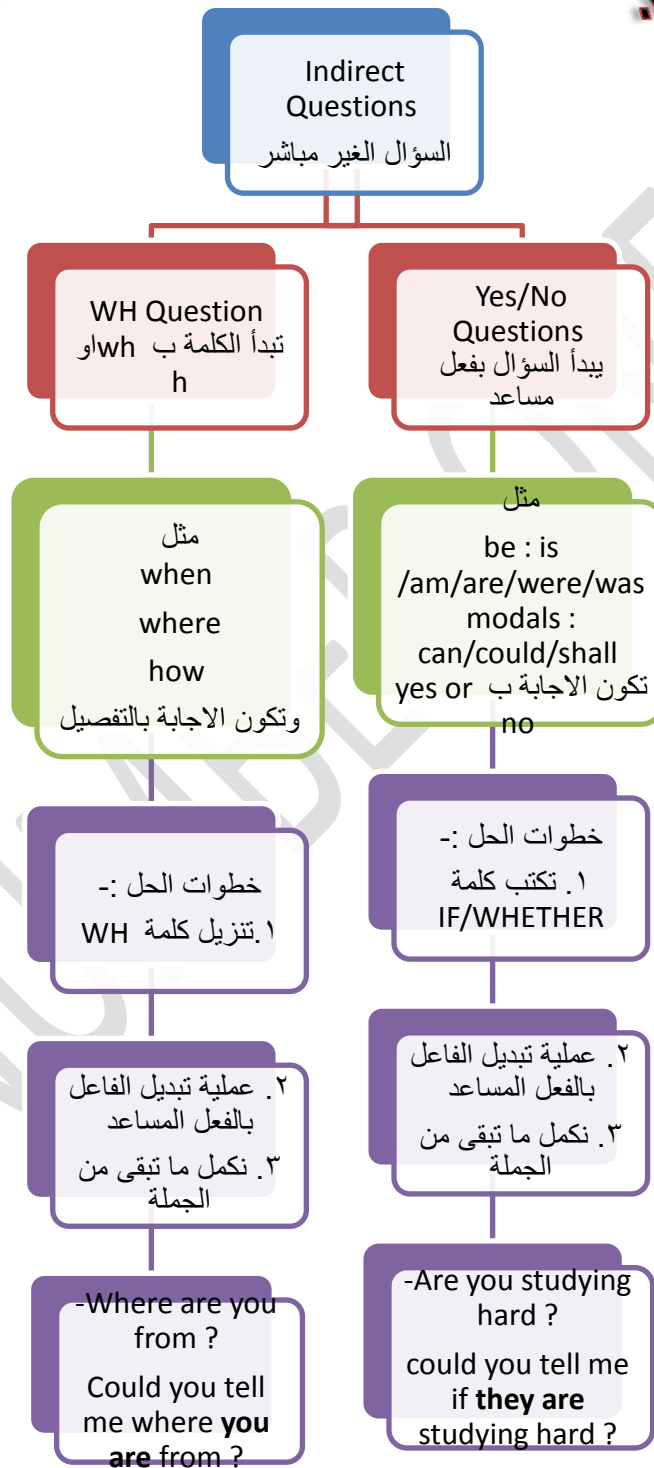 Indirect
Questions
السؤال الغير مباشر
WH Question
تبدأ الكلمة ب wh او
h
مثل
when
where
how
وتكون الاجابة بالتفصيل
خطوات الحل :-
١. تنزيل كلمة WH
٢. عملية تبديل الفاعل
بالفعل المساعد
٣. نكمل ما تبقى من
الجملة
-Where are you
from ?
Could you tell
me where you
are from ?
Yes/No
Questions
يبدأ السؤال بفعل
مساعد
مثل
be : is
/am/are/were/was
modals :
can/could/shall
تكون الاجابة ب yes or
no
خطوات الحل :-
١. تكتب كلمة
IF/WHETHER
٢. عملية تبديل الفاعل
بالفعل المساعد
٣. نكمل ما تبقى من
الجملة
-Are you studying
hard ?
could you tell me
if they are
studying hard ?